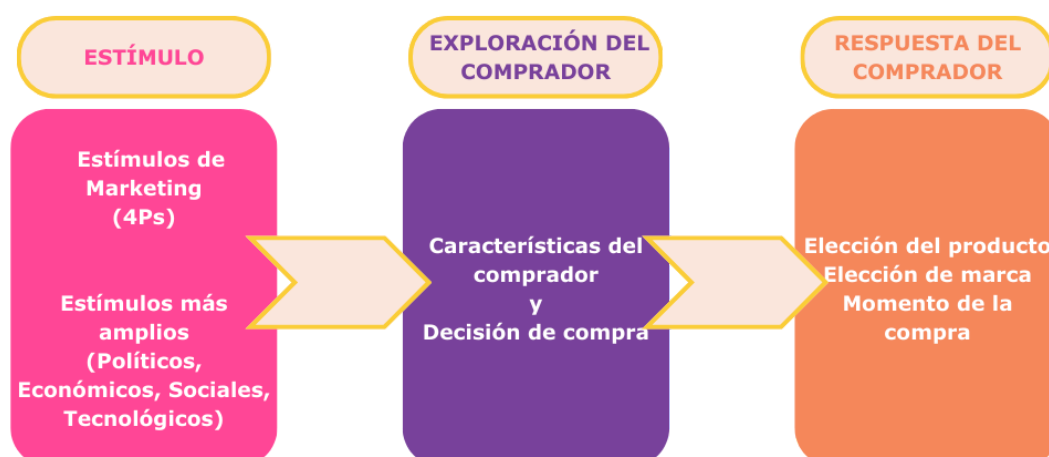 ESTÍMULO
Estímulos de
Marketing
(4Ps)
Estímulos más
amplios
(Políticos,
Económicos, Sociales,
Tecnológicos)
EXPLORACIÓN DEL
COMPRADOR
Características del
comprador
y
Decisión de compra
RESPUESTA DEL
COMPRADOR
Elección del producto
Elección de marca
Momento de la
compra